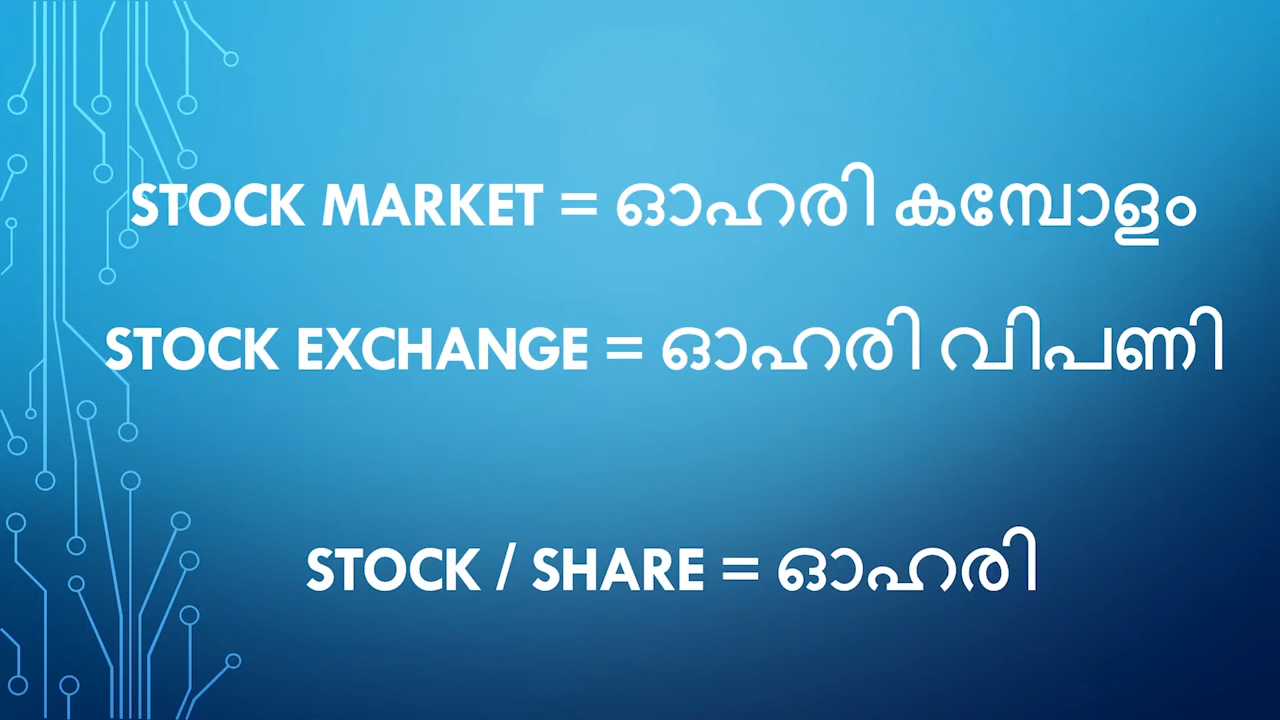 STOCK MARKET = ഓഹരി കമ്പോളം
STOCK EXCHANGE = ഓഹരി വിപണി
STOCK / SHARE = ഓഹരി